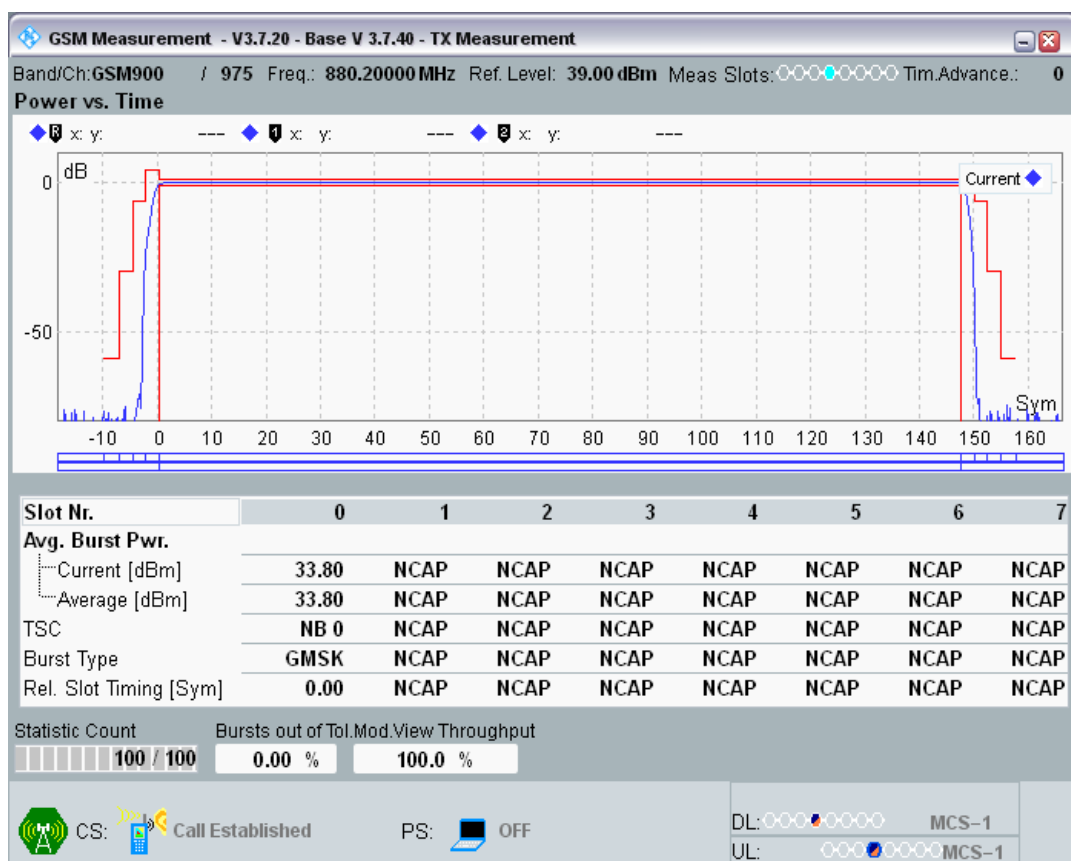 GSM Measurement - V3.7.20 - Base V 3.7.40 - TX Measurement
Band/Ch:GSM900 / 975 Freq.: 880.20000 MHz Ref. Level: 39.00 dBm Meas Slots: Tim.Advance.: 0
Power vs. Time
R x: y: --- 1 x: y: --- 2 x: y: ---
dB
Current
0
-50
Sym
-10 0 10 20 30 40 50 60 70 80 90 100 110 120 130 140 150 160
Slot Nr. 0 1 2 3 4 5 6 7
Avg. Burst Pwr.
Current [dBm] 33.80 NCAP NCAP NCAP NCAP NCAP NCAP NCAP
Average [dBm] 33.80 NCAP NCAP NCAP NCAP NCAP NCAP NCAP
TSC NB 0 NCAP NCAP NCAP NCAP NCAP NCAP NCAP
Burst Type GMSK NCAP NCAP NCAP NCAP NCAP NCAP NCAP
Rel. Slot Timing [Sym] 0.00 NCAP NCAP NCAP NCAP NCAP NCAP NCAP
Statistic Count Bursts out of Tol. Mod.View Throughput
100 / 100 0.00 % 100.0 %
CS: Call Established PS: OFF DL: MCS-1
UL: MCS-1